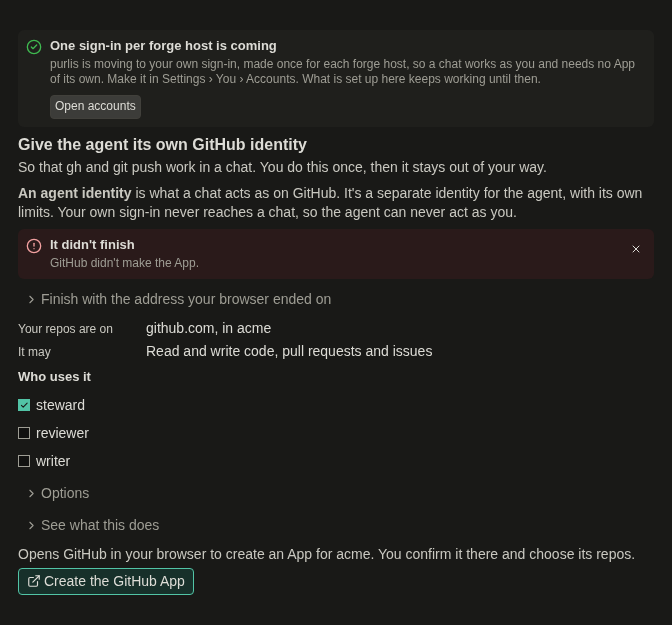 One sign-in per forge host is coming
purlis is moving to your own sign-in, made once for each forge host, so a chat works as you and needs no App
of its own. Make it in Settings › You › Accounts. What is set up here keeps working until then.
Open accounts
Give the agent its own GitHub identity
So that gh and git push work in a chat. You do this once, then it stays out of your way.
An agent identity is what a chat acts as on GitHub. It's a separate identity for the agent, with its own
limits. Your own sign-in never reaches a chat, so the agent can never act as you.
It didn't finish
GitHub didn't make the App.
Finish with the address your browser ended on
Your repos are on github.com, in acme
It may Read and write code, pull requests and issues
Who uses it
steward
reviewer
writer
Options
See what this does
Opens GitHub in your browser to create an App for acme. You confirm it there and choose its repos.
Create the GitHub App